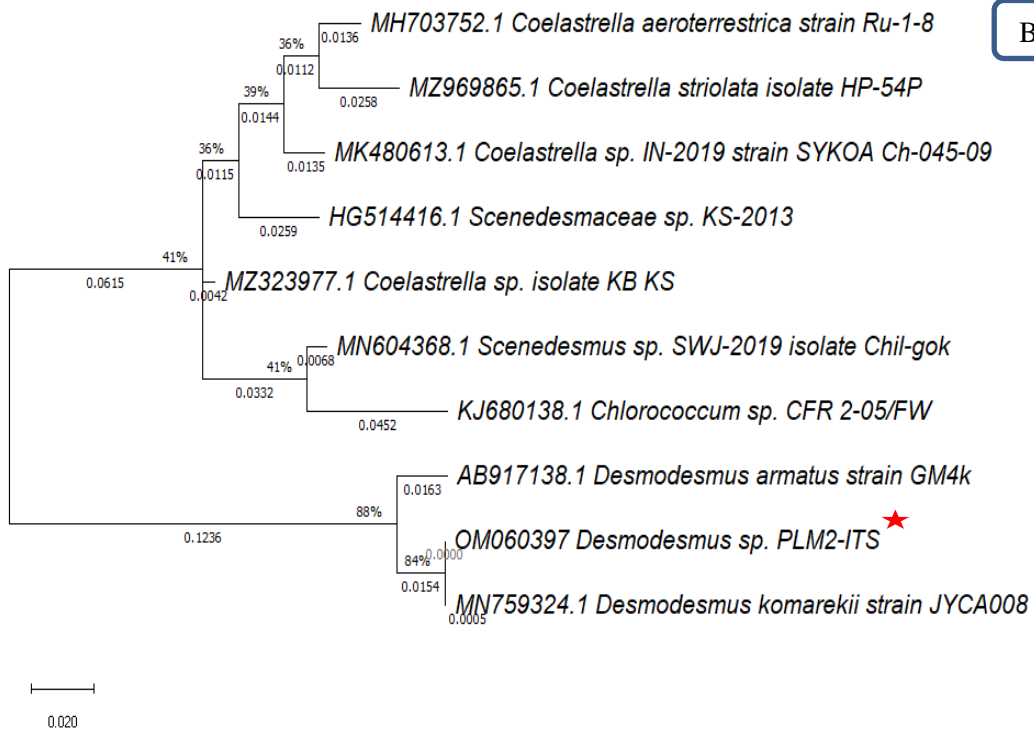 B
MH703752.1 Coelastrella aeroterrestrica strain Ru-1-8
0.0136
36%
0.0112
MZ969865.1 Coelastrella striolata isolate HP-54P
0.0258
39%
0.0144
MK480613.1 Coelastrella sp. IN-2019 strain SYKOA Ch-045-09
0.0135
36%
0.0115
HG514416.1 Scenedesmaceae sp. KS-2013
0.0259
41%
0.0615
MZ323977.1 Coelastrella sp. isolate KB KS
0.0042
MN604368.1 Scenedesmus sp. SWJ-2019 isolate Chil-gok
0.0068
41%
0.0332
KJ680138.1 Chlorococcum sp. CFR 2-05/FW
0.0452
AB917138.1 Desmodesmus armatus strain GM4k
0.0163
88%
0.1236
OM060397 Desmodesmus sp. PLM2-ITS
0.0000
84%
0.0154
MN759324.1 Desmodesmus komarekii strain JYCA008
0.0005
0.020